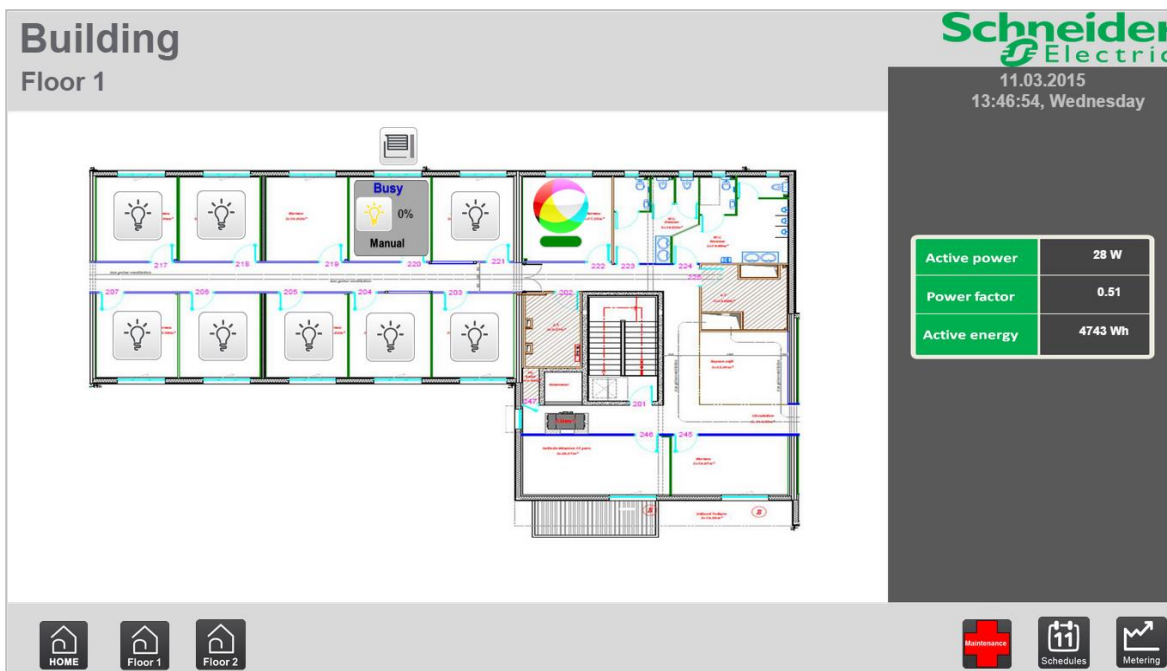 Building
Floor 1
Schneider
Electric
11.03.2015
13:46:54, Wednesday
Busy
0%
Manual
217
218
219
220
221
222
223
224
225
207
206
205
204
203
202
247
201
246
245
Active power 28 W
Power factor 0.51
Active energy 4743 Wh
HOME
Floor 1
Floor 2
Maintenance
11
Schedules
Metering